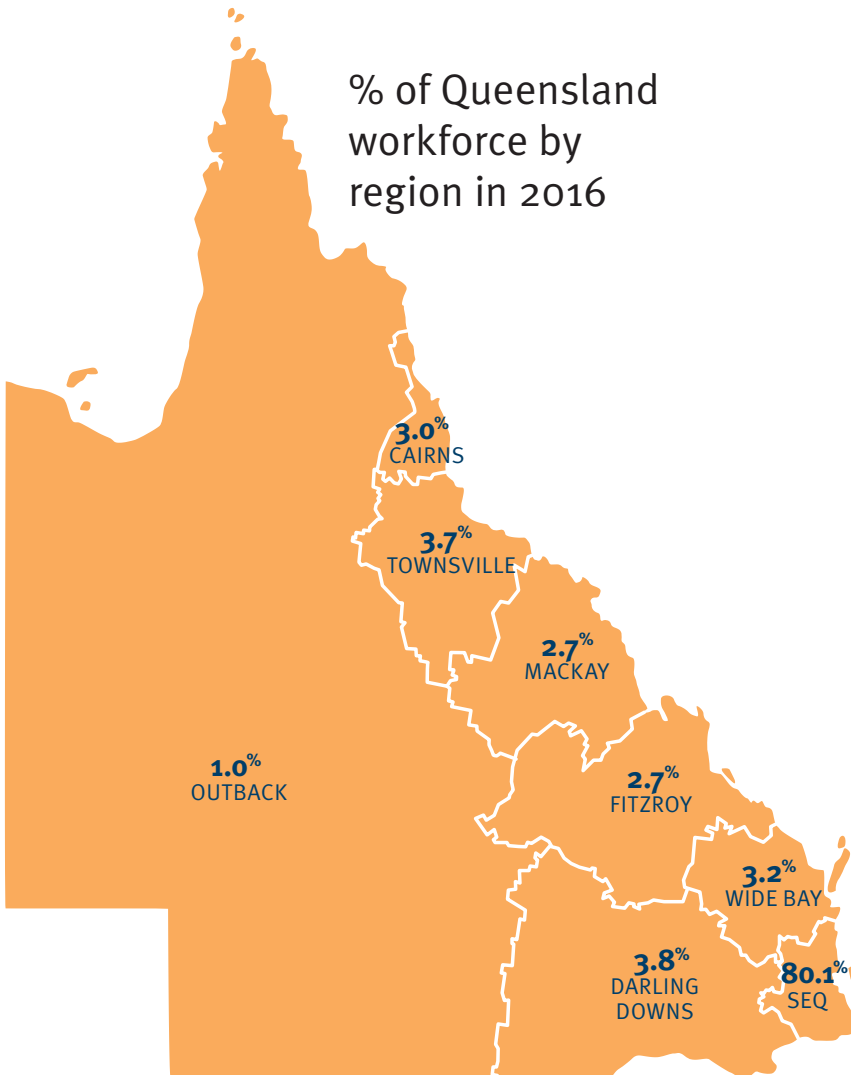 % of Queensland
workforce by
region in 2016
3.0%
CAIRNS
3.7%
TOWNSVILLE
2.7%
MACKAY
1.0%
OUTBACK
2.7%
FITZROY
3.2%
WIDE BAY
3.8%
DARLING
DOWNS
80.1%
SEQ